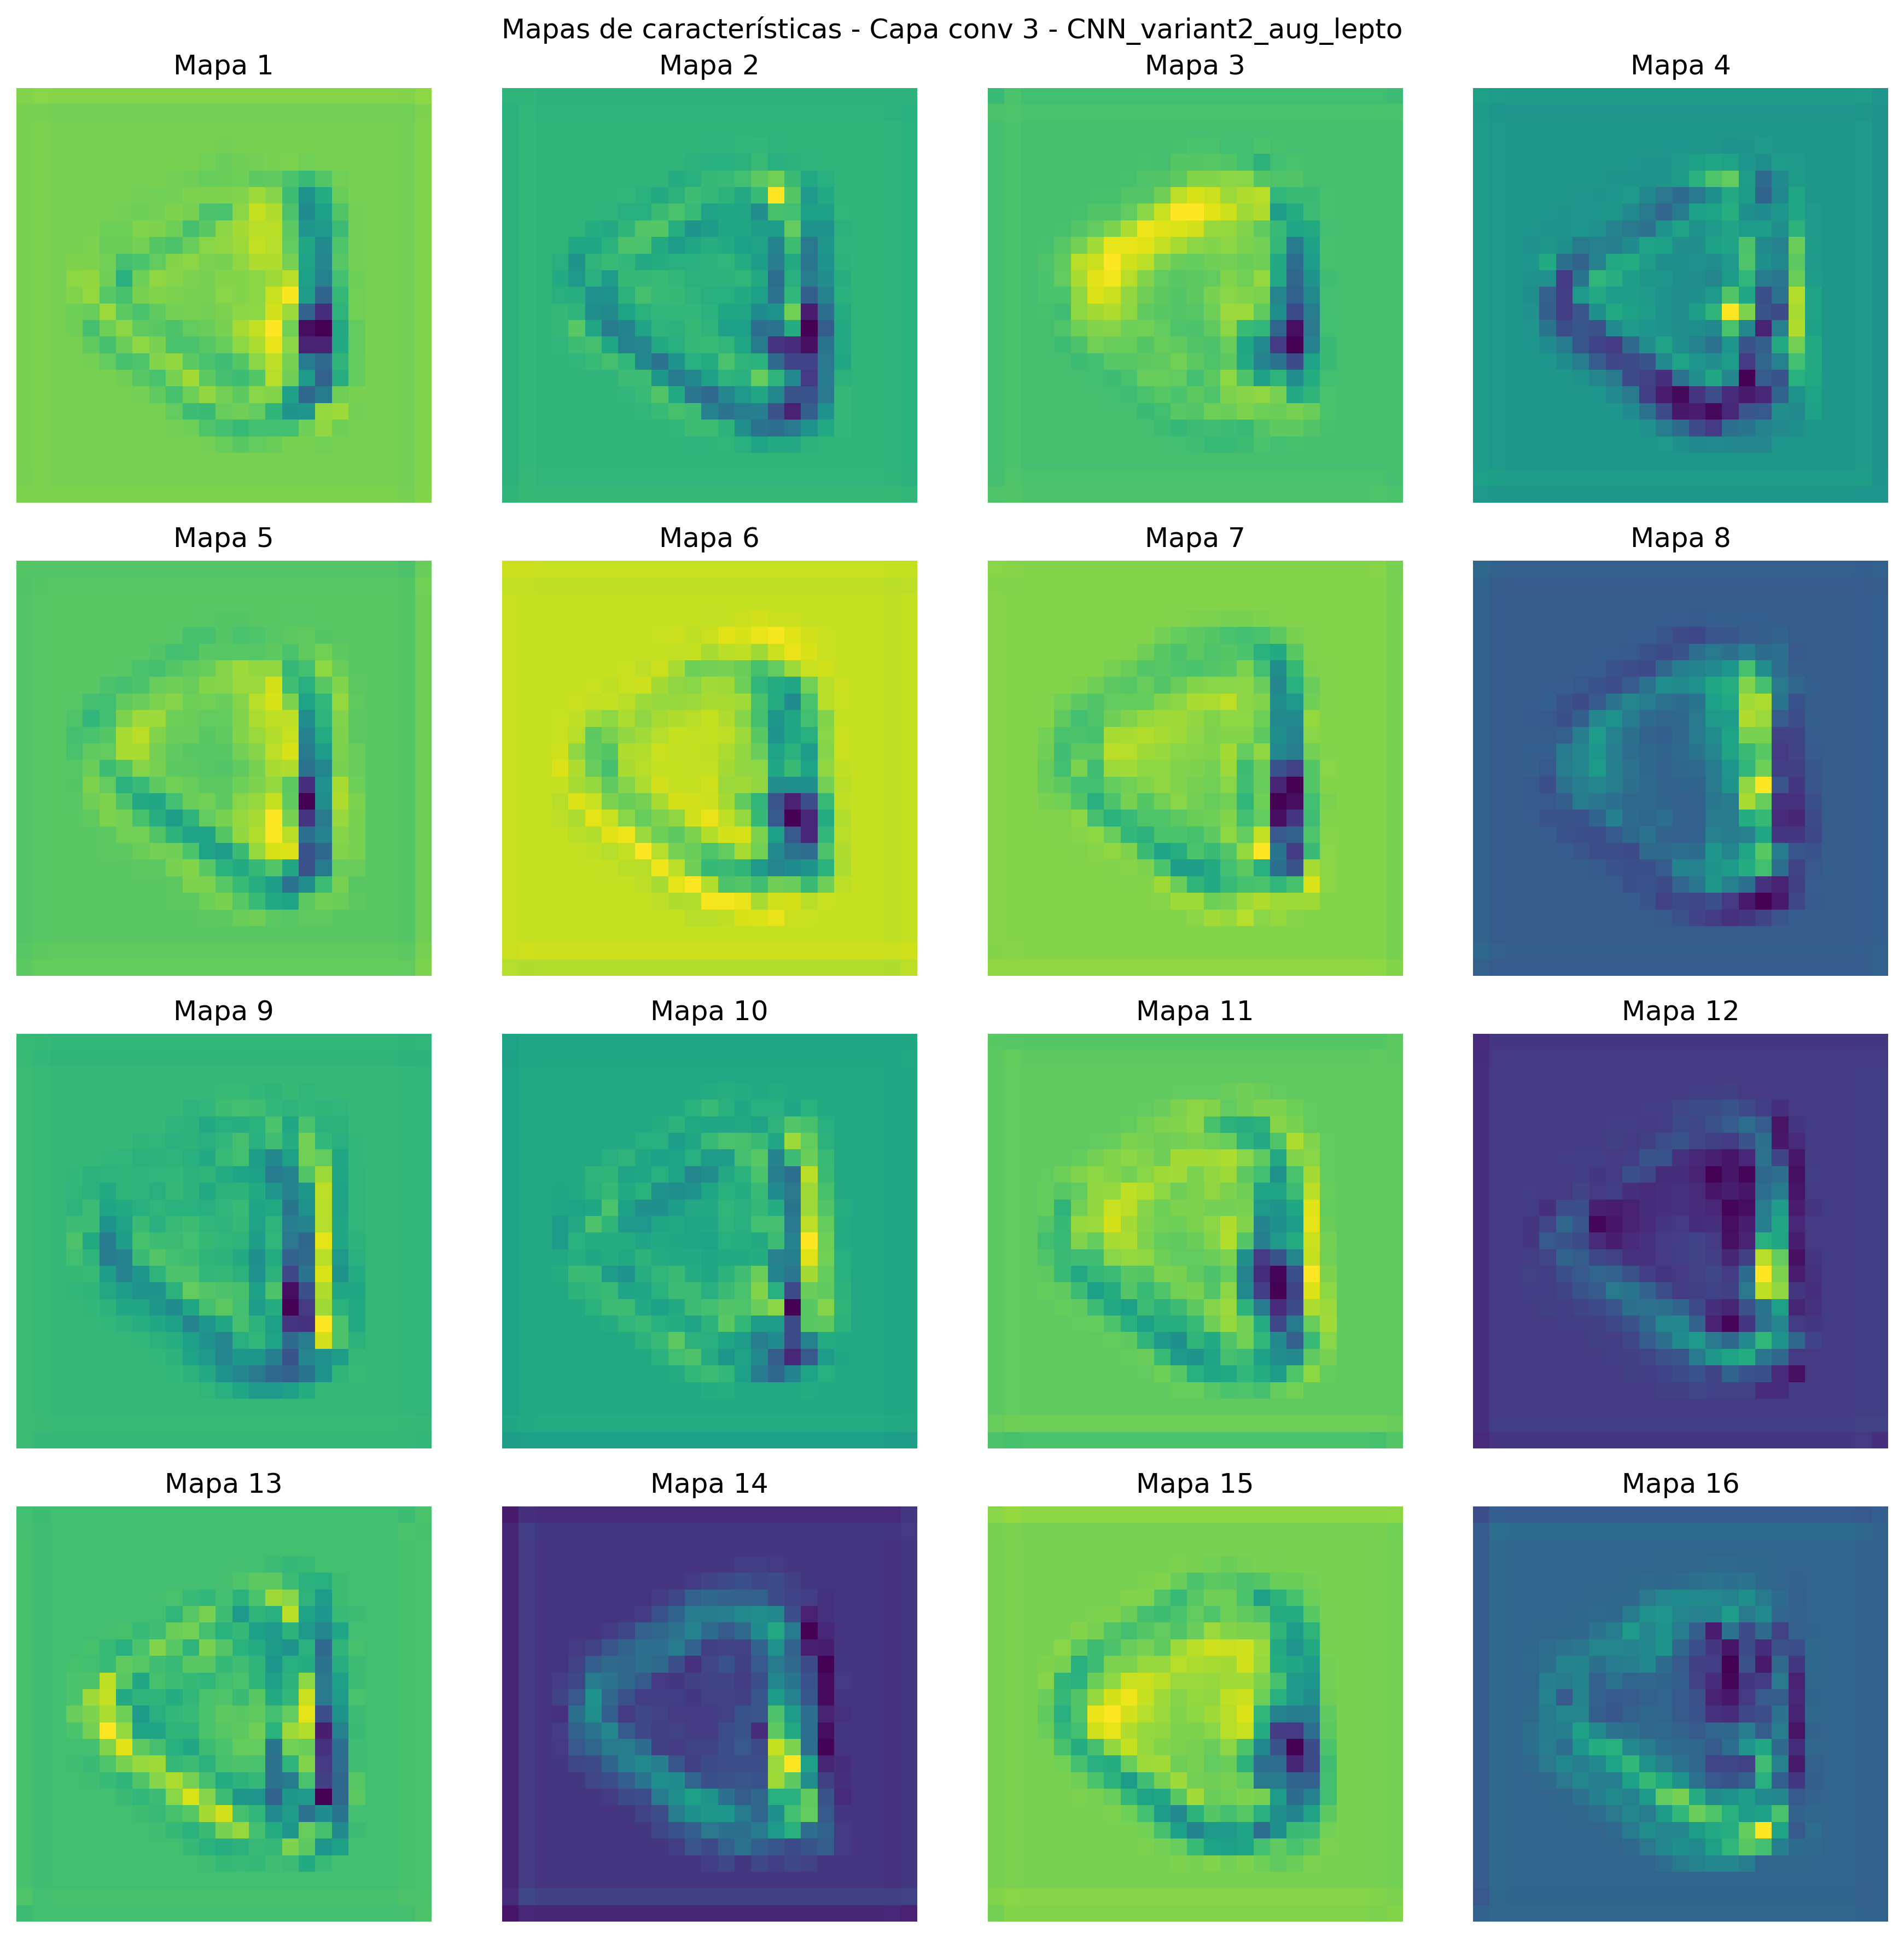 Mapas de características - Capa conv 3 - CNN_variant2_aug_lepto
Mapa 1
Mapa 2
Mapa 3
Mapa 4
Mapa 5
Mapa 6
Mapa 7
Mapa 8
Mapa 9
Mapa 10
Mapa 11
Mapa 12
Mapa 13
Mapa 14
Mapa 15
Mapa 16